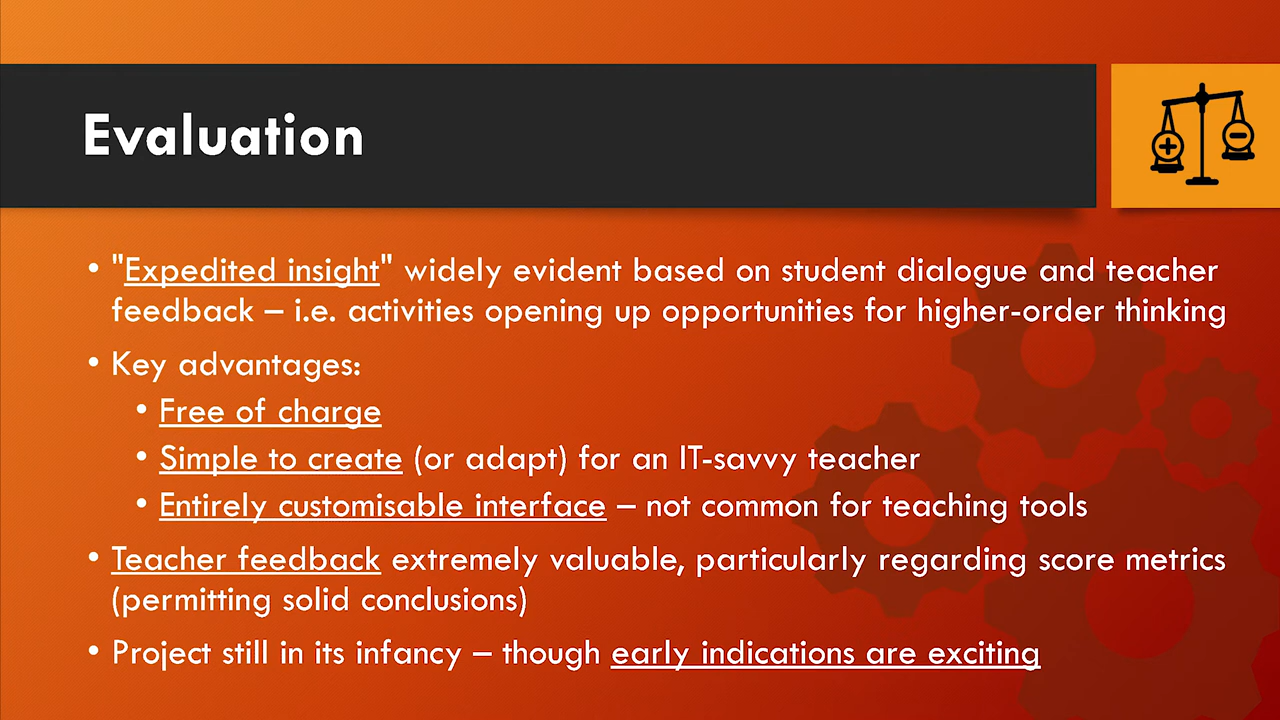 Evaluation
• "Expedited insight" widely evident based on student dialogue and teacher
feedback – i.e. activities opening up opportunities for higher-order thinking
• Key advantages:
• Free of charge
• Simple to create (or adapt) for an IT-savvy teacher
• Entirely customisable interface – not common for teaching tools
• Teacher feedback extremely valuable, particularly regarding score metrics
(permitting solid conclusions)
• Project still in its infancy – though early indications are exciting